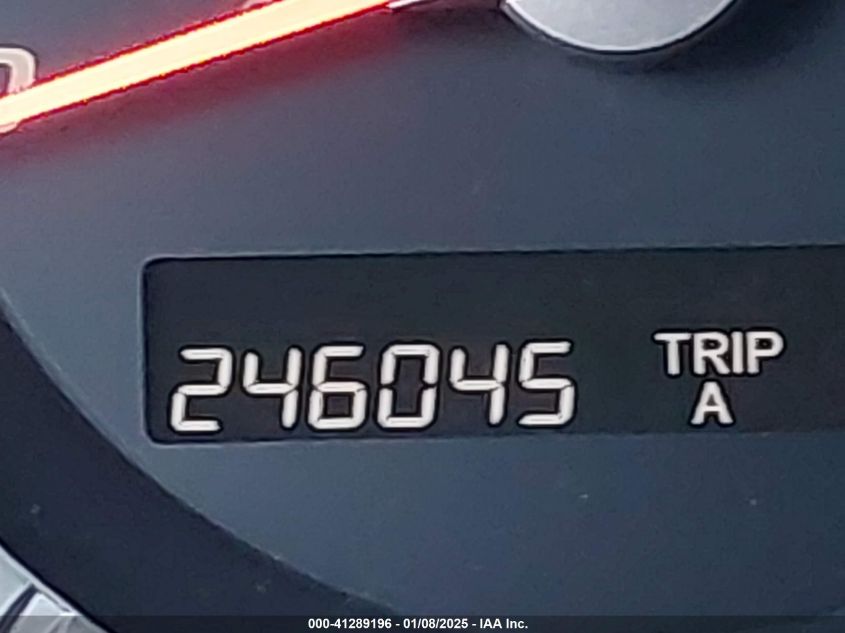 246045 TRIP
A
000-41289196 - 01/08/2025 - IAA Inc.